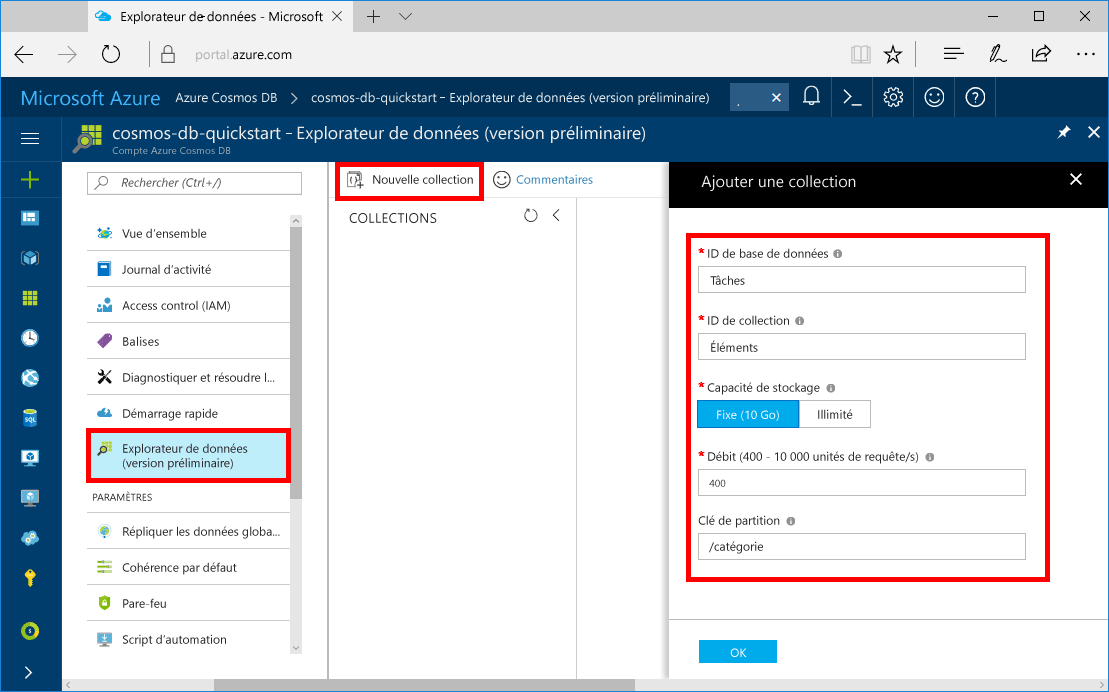 Explorateur de données - Microsoft
portal.azure.com
Microsoft Azure Azure Cosmos DB > cosmos-db-quickstart – Explorateur de données (version préliminaire)
cosmos-db-quickstart – Explorateur de données (version préliminaire)
Compte Azure Cosmos DB
Rechercher (Ctrl+/)
Vue d'ensemble
Journal d'activité
Access control (IAM)
Balises
Diagnostiquer et résoudre l...
Démarrage rapide
Explorateur de données
(version préliminaire)
PARAMÈTRES
Répliquer les données globa...
Cohérence par défaut
Pare-feu
Script d'automation
SQL
Nouvelle collection
Commentaires
COLLECTIONS
Ajouter une collection
* ID de base de données
Tâches
* ID de collection
Éléments
* Capacité de stockage
Fixe (10 Go) Illimité
* Débit (400 - 10 000 unités de requête/s)
400
Clé de partition
/catégorie
OK